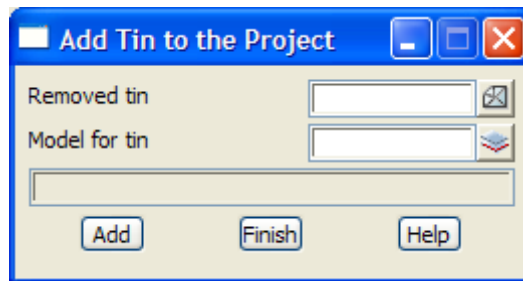 Add Tin to the Project
Removed tin
Model for tin
Add Finish Help